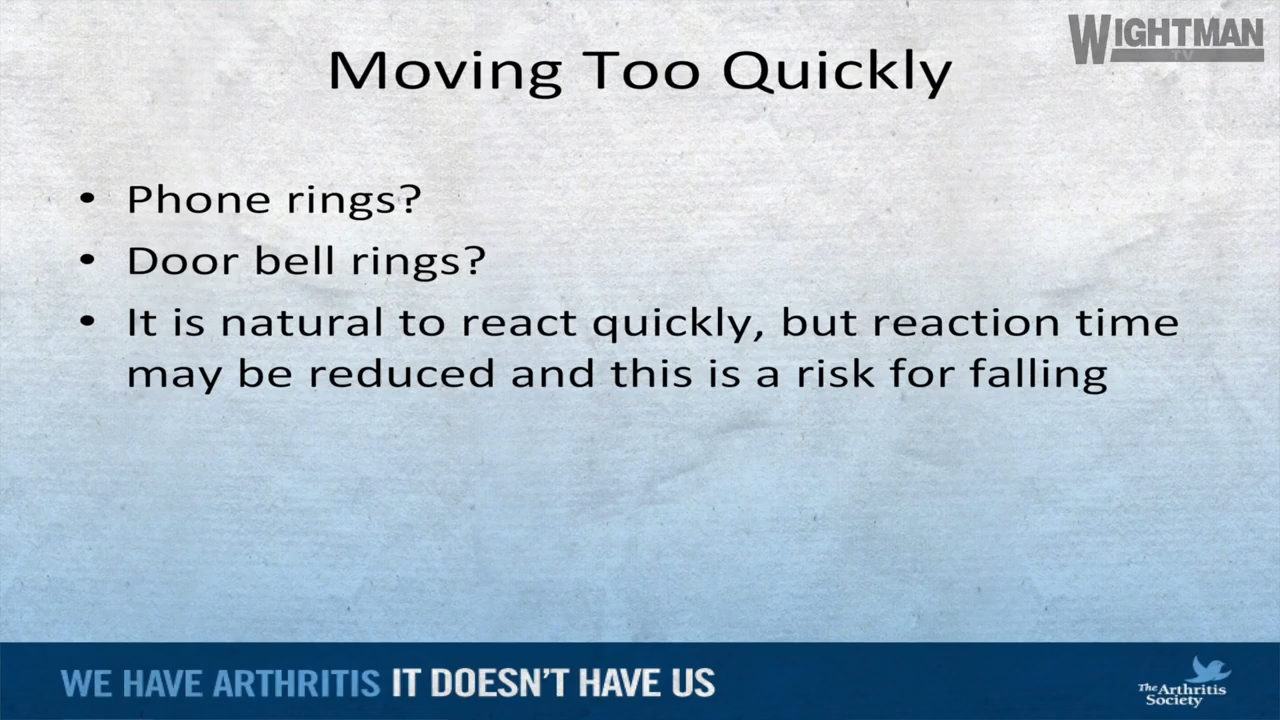 WIGHTMAN
TV
Moving Too Quickly
• Phone rings?
• Door bell rings?
• It is natural to react quickly, but reaction time
may be reduced and this is a risk for falling
WE HAVE ARTHRITIS IT DOESN'T HAVE US
The Arthritis
Society